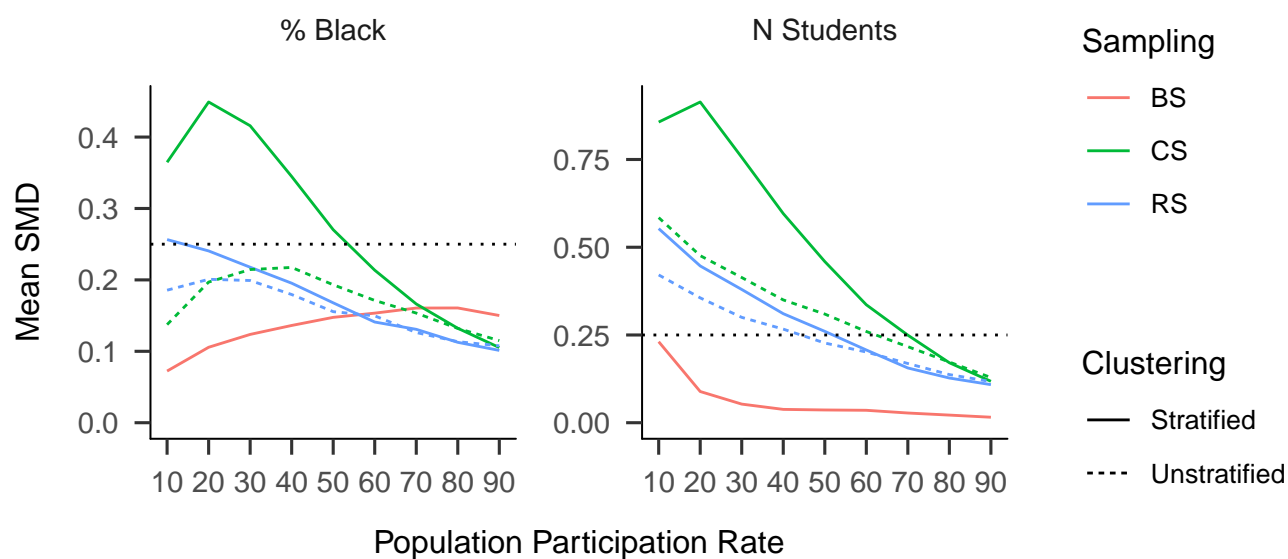 % Black
N Students
Mean SMD
0.4
0.3
0.2
0.1
0.0
0.75
0.50
0.25
0.00
10 20 30 40 50 60 70 80 90
10 20 30 40 50 60 70 80 90
Population Participation Rate
Sampling
BS
CS
RS
Clustering
Stratified
Unstratified